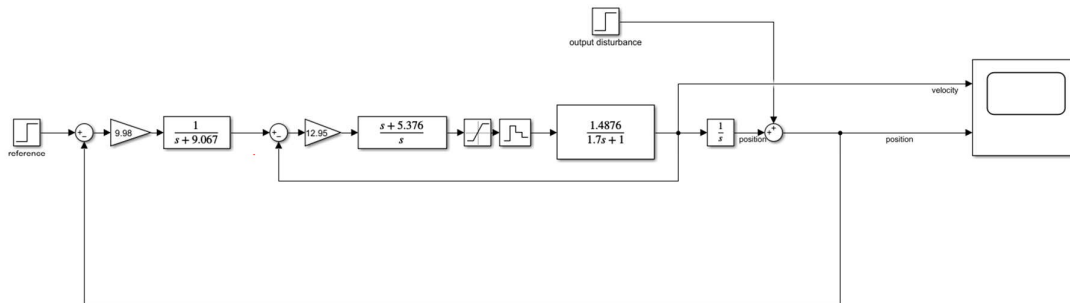 output disturbance
velocity
reference
9.98
1
s + 9.067
12.95
s + 5.376
s
1.4876
1.7s + 1
1
s
position
position